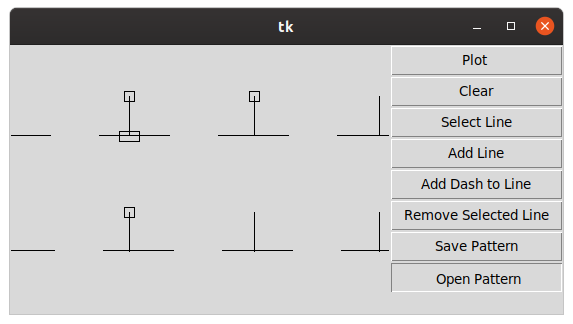 tk
Plot
Clear
Select Line
Add Line
Add Dash to Line
Remove Selected Line
Save Pattern
Open Pattern